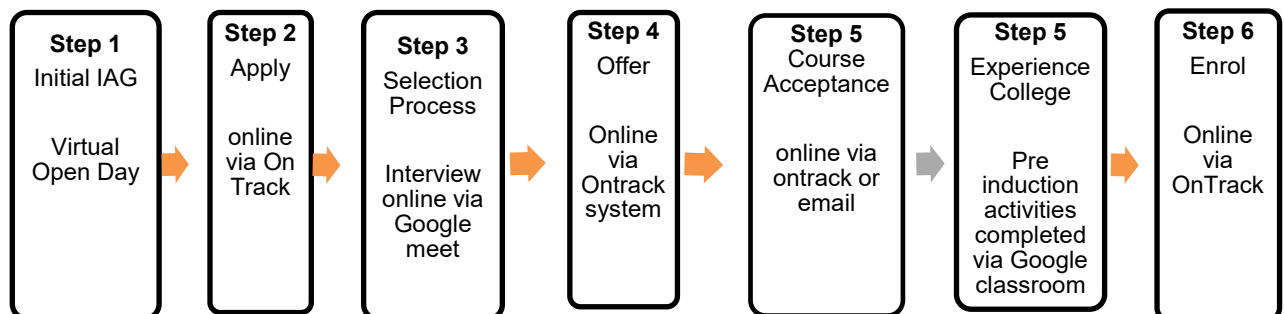 Step 1
Initial IAG
Virtual
Open Day
Step 2
Apply
online
via On
Track
Step 3
Selection
Process
Interview
online via
Google
meet
Step 4
Offer
Online
via
Ontrack
system
Step 5
Course
Acceptance
online via
ontrack or
email
Step 5
Experience
College
Pre
induction
activities
completed
via Google
classroom
Step 6
Enrol
Online
via
OnTrack